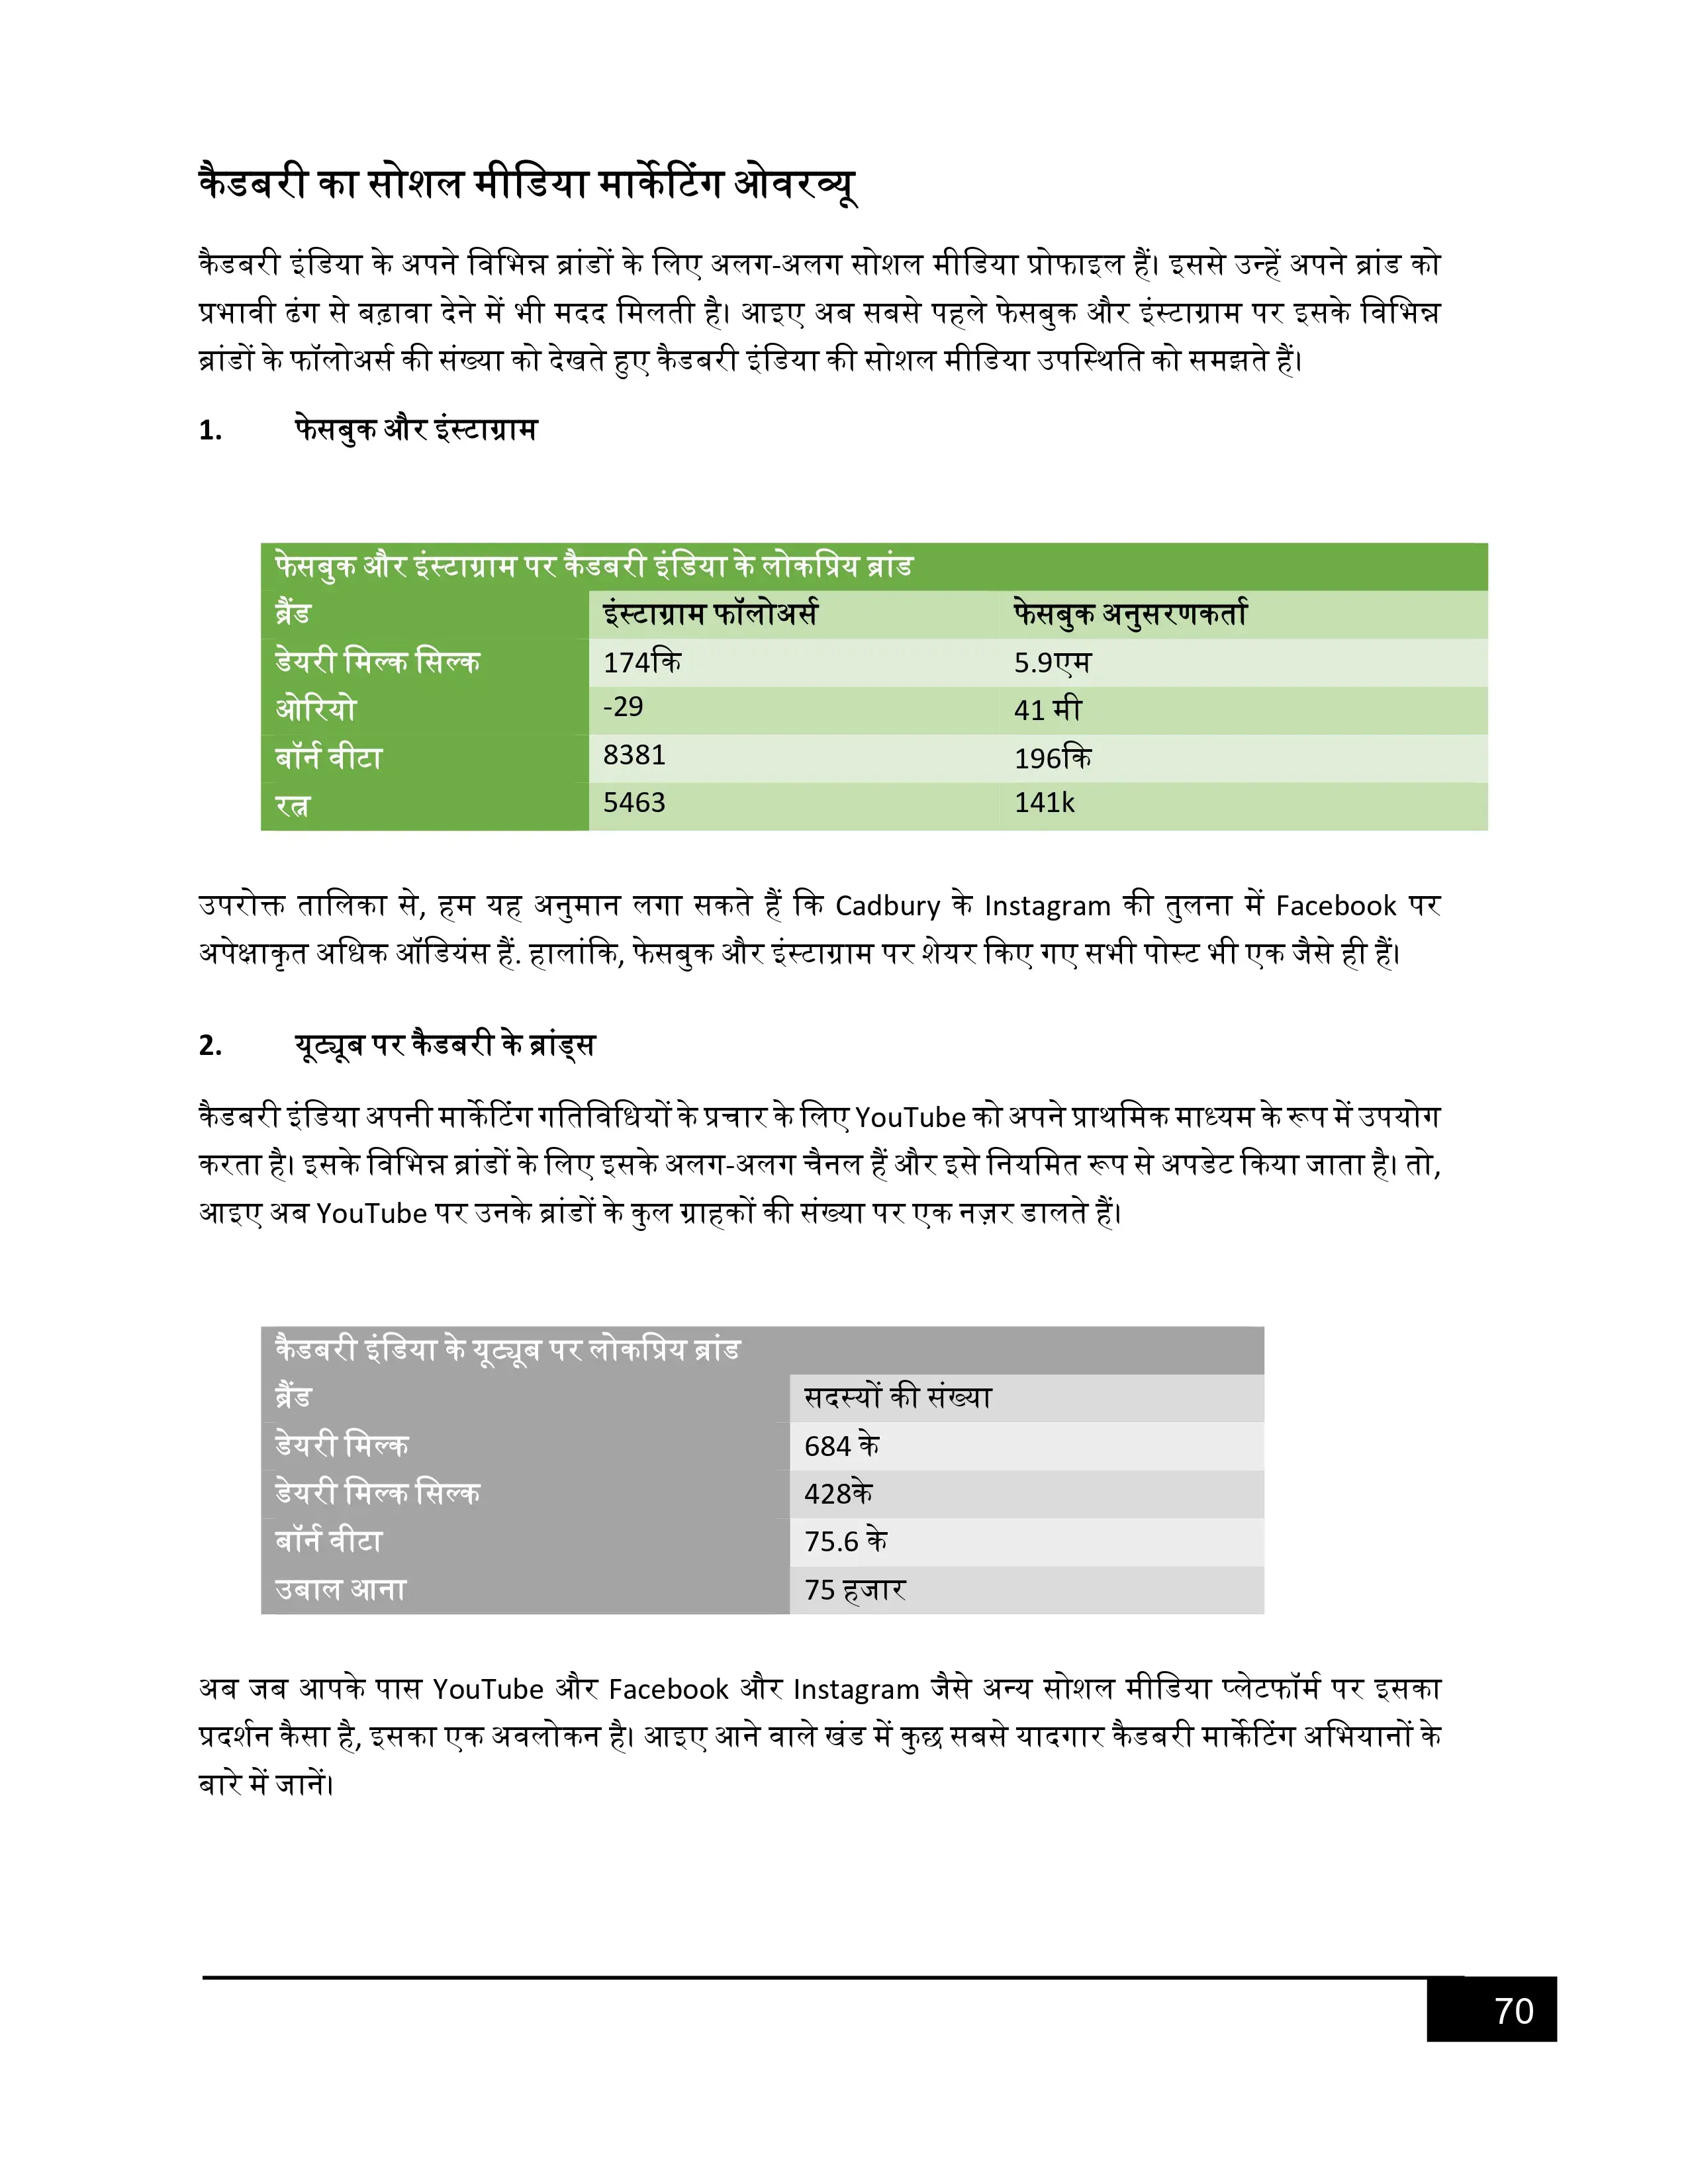 कैडबरी का सोशल मीडिया मार्केटिंग ओवरव्यू
कैडबरी इंडिया के अपने विभिन्न ब्रांडों के लिए अलग-अलग सोशल मीडिया प्रोफाइल हैं। इससे उन्हें अपने ब्रांड को
प्रभावी ढंग से बढ़ावा देने में भी मदद मिलती है। आइए अब सबसे पहले फेसबुक और इंस्टाग्राम पर इसके विभिन्न
ब्रांडों के फॉलोअर्स की संख्या को देखते हुए कैडबरी इंडिया की सोशल मीडिया उपस्थिति को समझते हैं।
1. फेसबुक और इंस्टाग्राम
फेसबुक और इंस्टाग्राम पर कैडबरी इंडिया के लोकप्रिय ब्रांड
ब्रैंड इंस्टाग्राम फॉलोअर्स फेसबुक अनुसरणकर्ता
डेयरी मिल्क सिल्क 174कि 5.9एम
ओरियो -29 41 मी
बॉर्न वीटा 8381 196कि
रत्न 5463 141k
उपरोक्त तालिका से, हम यह अनुमान लगा सकते हैं कि Cadbury के Instagram की तुलना में Facebook पर
अपेक्षाकृत अधिक ऑडियंस हैं. हालांकि, फेसबुक और इंस्टाग्राम पर शेयर किए गए सभी पोस्ट भी एक जैसे ही हैं।
2. यूट्यूब पर कैडबरी के ब्रांड्स
कैडबरी इंडिया अपनी मार्केटिंग गतिविधियों के प्रचार के लिए YouTube को अपने प्राथमिक माध्यम के रूप में उपयोग
करता है। इसके विभिन्न ब्रांडों के लिए इसके अलग-अलग चैनल हैं और इसे नियमित रूप से अपडेट किया जाता है। तो,
आइए अब YouTube पर उनके ब्रांडों के कुल ग्राहकों की संख्या पर एक नज़र डालते हैं।
कैडबरी इंडिया के यूट्यूब पर लोकप्रिय ब्रांड
ब्रैंड सदस्यों की संख्या
डेयरी मिल्क 684 के
डेयरी मिल्क सिल्क 428के
बॉर्न वीटा 75.6 के
उबाल आना 75 हजार
अब जब आपके पास YouTube और Facebook और Instagram जैसे अन्य सोशल मीडिया प्लेटफॉर्म पर इसका
प्रदर्शन कैसा है, इसका एक अवलोकन है। आइए आने वाले खंड में कुछ सबसे यादगार कैडबरी मार्केटिंग अभियानों के
बारे में जानें।
70